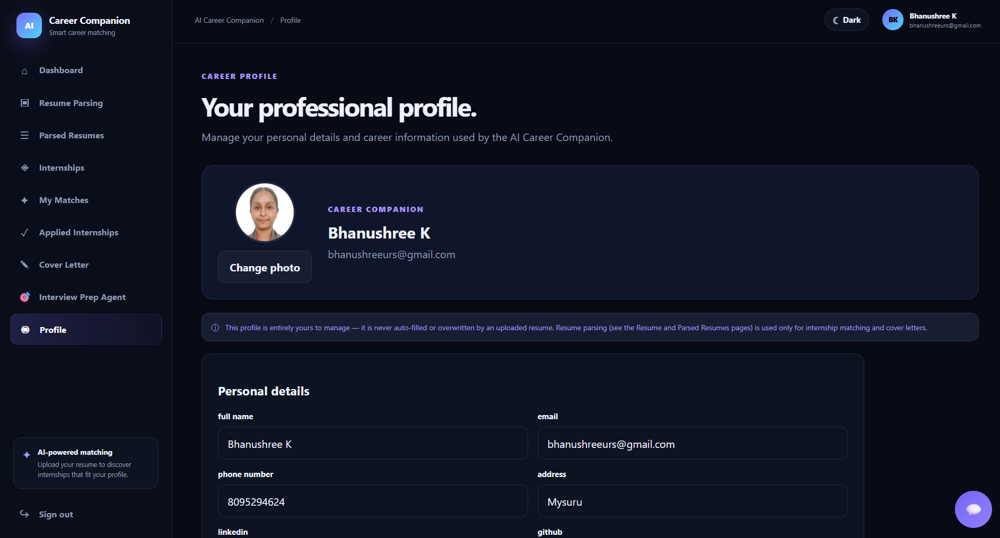 AI
Career Companion
Smart career matching
Dashboard
Resume Parsing
Parsed Resumes
Internships
My Matches
Applied Internships
Cover Letter
Interview Prep Agent
Profile
AI-powered matching
Upload your resume to discover
internships that fit your profile.
Sign out
AI Career Companion / Profile
Dark
BK
Bhanushree K
bhanushreeurs@gmail.com
CAREER PROFILE
Your professional profile.
Manage your personal details and career information used by the AI Career Companion.
Change photo
CAREER COMPANION
Bhanushree K
bhanushreeurs@gmail.com
This profile is entirely yours to manage — it is never auto-filled or overwritten by an uploaded resume. Resume parsing (see the Resume and Parsed Resumes pages) is used only for internship matching and cover letters.
Personal details
full name
Bhanushree K
email
bhanushreeurs@gmail.com
phone number
8095294624
address
Mysuru
linkedin
github